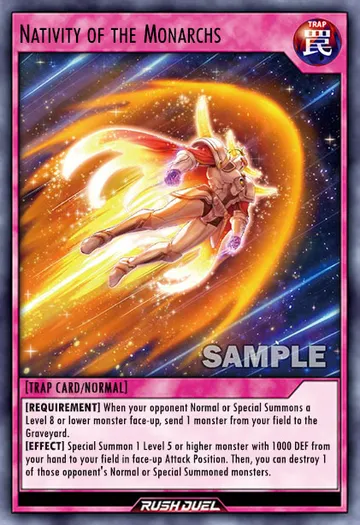 NATIVITY OF THE MONARCHS
TRAP
罠
SAMPLE
[TRAP CARD/NORMAL]
[REQUIREMENT] When your opponent Normal or Special Summons a
Level 8 or lower monster face-up, send 1 monster from your field to the
Graveyard.
[EFFECT] Special Summon 1 Level 5 or higher monster with 1000 DEF from
your hand to your field in face-up Attack Position. Then, you can destroy 1
of those opponent's Normal or Special Summoned monsters.
RUSH DUEL